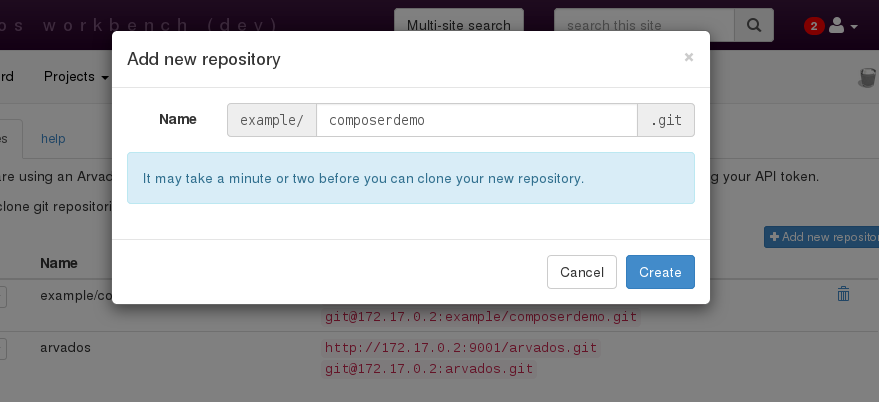 os workbench (dev)
Multi-site search
search this site
2
Add new repository
×
rd
Projects
Name
example/
composerdemo
.git
es
help
It may take a minute or two before you can clone your new repository.
are using an Arvad
g your API token.
clone git repositori
Add new repositor
Cancel
Create
Name
example/co
git@172.17.0.2:example/composerdemo.git
arvados
http://172.17.0.2:9001/arvados.git
git@172.17.0.2:arvados.git